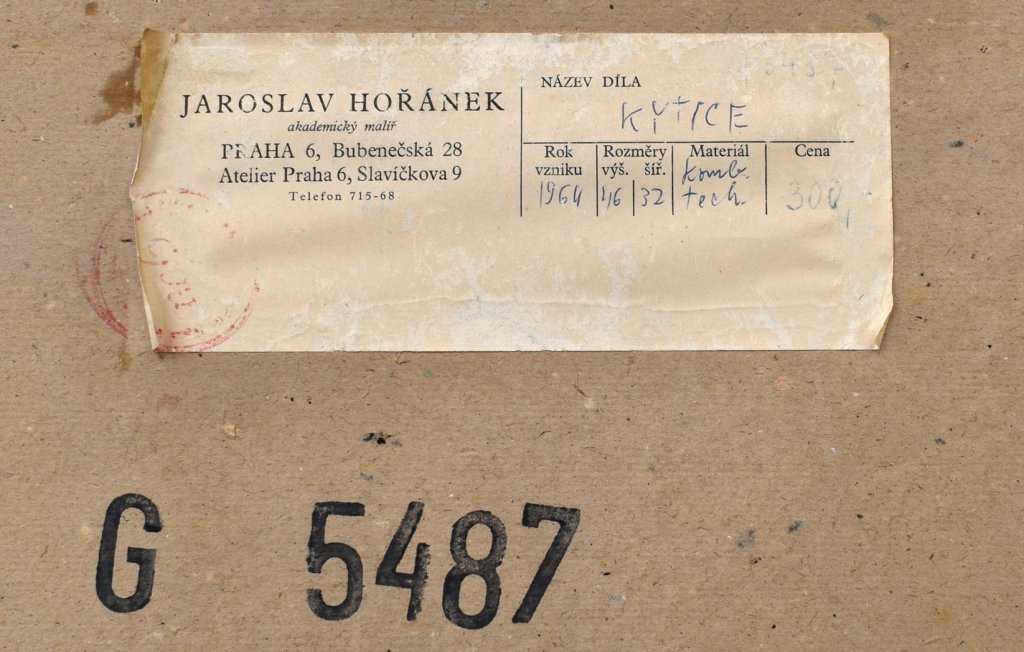 JAROSLAV HOŘÁNEK
akademický malíř
PRAHA 6, Bubenečská 28
Atelier Praha 6, Slavíčkova 9
Telefon 715-68
NÁZEV DÍLA
KYTICE
Rok vzniku
1964
Rozměry
výš. šíř.
46 32
Materiál
komb.
tech.
Cena
300,-
G 5487